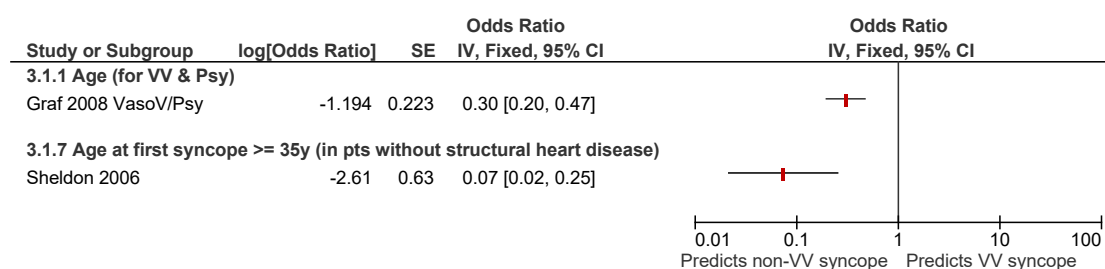 Odds Ratio Odds Ratio
Study or Subgroup log[Odds Ratio] SE IV, Fixed, 95% CI IV, Fixed, 95% CI
3.1.1 Age (for VV & Psy)
Graf 2008 VasoV/Psy -1.194 0.223 0.30 [0.20, 0.47]
3.1.7 Age at first syncope >= 35y (in pts without structural heart disease)
Sheldon 2006 -2.61 0.63 0.07 [0.02, 0.25]
0.01 0.1 1 10 100
Predicts non-VV syncope Predicts VV syncope